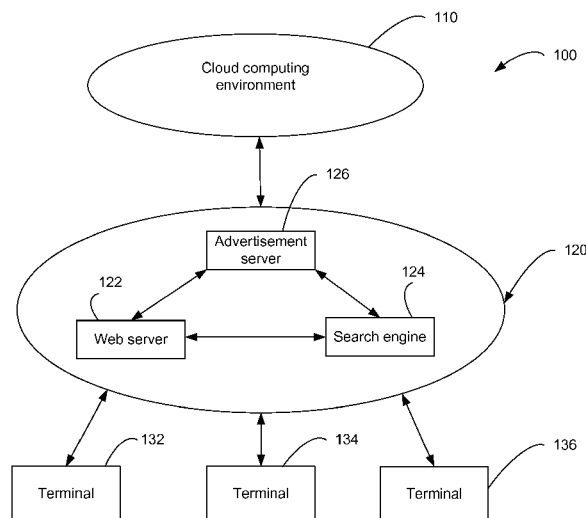 110
100
Cloud computing
environment
126
Advertisement
server
120
122
124
Web server
Search engine
132
134
136
Terminal
Terminal
Terminal